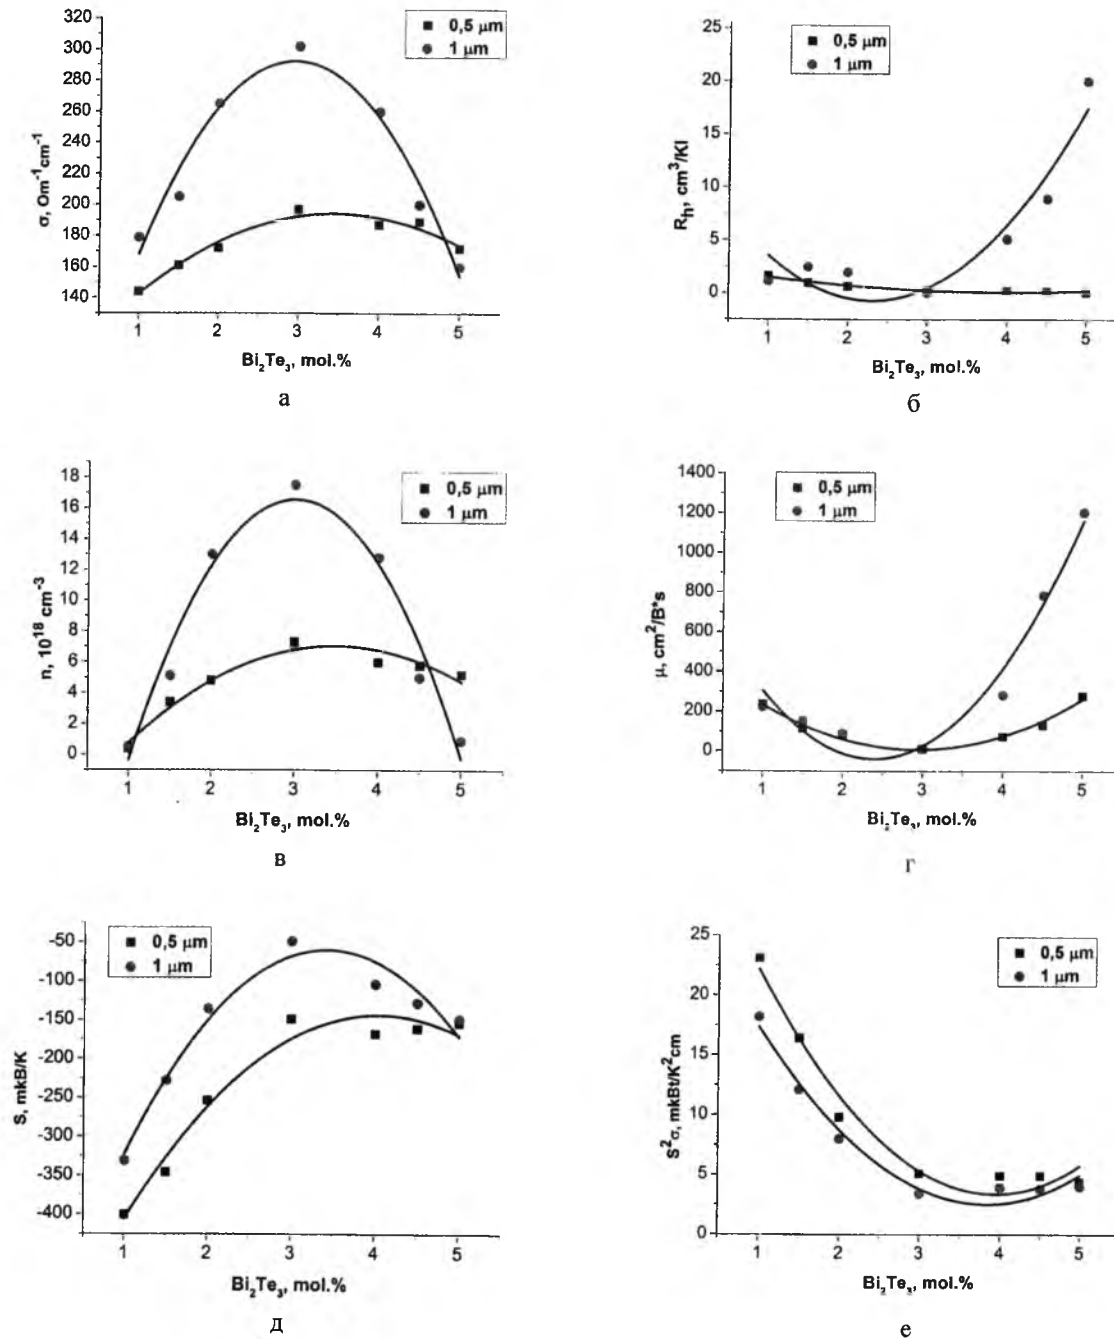 320
300
280
260
240
220
200
180
160
140
σ, Om⁻¹cm⁻¹
0,5 μm
1 μm
1 2 3 4 5
Bi₂Te₃, mol.%
а
25
20
15
10
5
0
Rₕ, cm³/Kl
0,5 μm
1 μm
1 2 3 4 5
Bi₂Te₃, mol.%
б
18
16
14
12
10
8
6
4
2
0
n, 10¹⁸ cm⁻³
0,5 μm
1 μm
1 2 3 4 5
Bi₂Te₃, mol.%
в
1400
1200
1000
800
600
400
200
0
μ, cm²/B*s
0,5 μm
1 μm
1 2 3 4 5
Bi₂Te₃, mol.%
г
-50
-100
-150
-200
-250
-300
-350
-400
S, mkB/K
0,5 μm
1 μm
1 2 3 4 5
Bi₂Te₃, mol.%
д
25
20
15
10
5
0
S²σ, mkBt/K²cm
0,5 μm
1 μm
1 2 3 4 5
Bi₂Te₃, mol.%
е